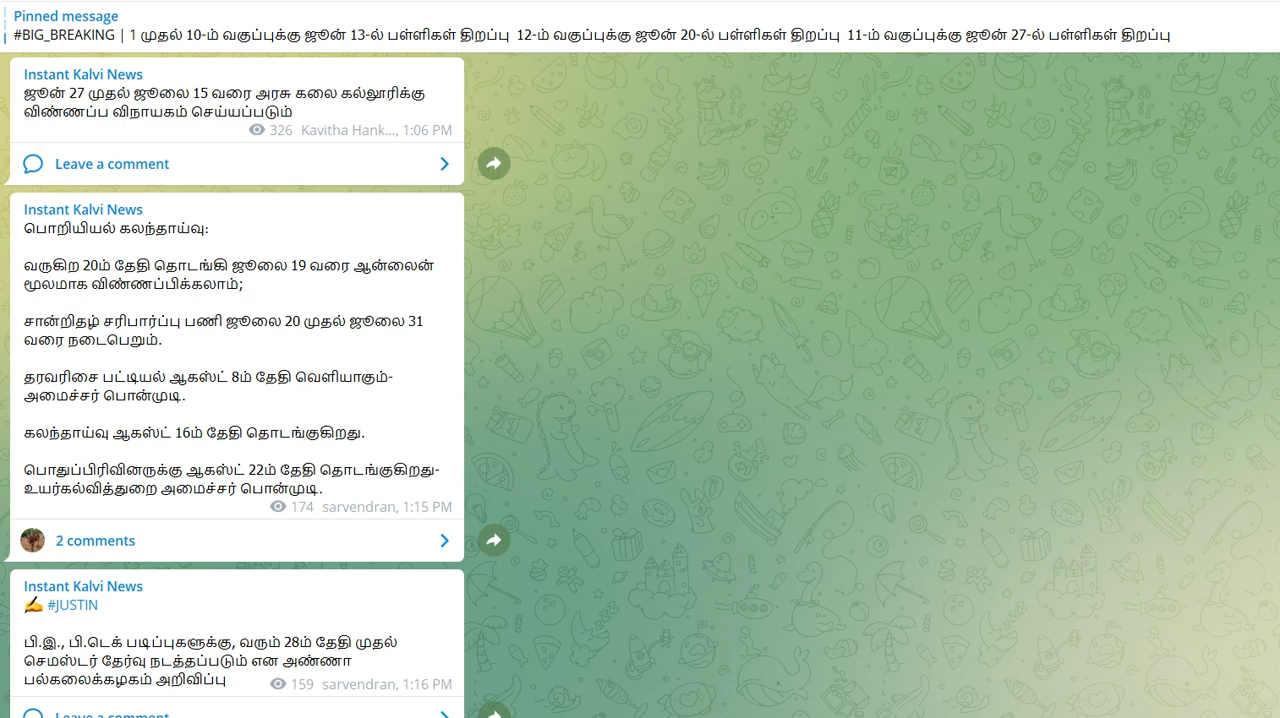 Pinned message
#BIG_BREAKING | 1 முதல் 10-ம் வகுப்புக்கு ஜூன் 13-ல் பள்ளிகள் திறப்பு 12-ம் வகுப்புக்கு ஜூன் 20-ல் பள்ளிகள் திறப்பு 11-ம் வகுப்புக்கு ஜூன் 27-ல் பள்ளிகள் திறப்பு
Instant Kalvi News
ஜூன் 27 முதல் ஜூலை 15 வரை அரசு கலை கல்லூரிக்கு
விண்ணப்ப விநாயகம் செய்யப்படும்
326 Kavitha Hank..., 1:06 PM
Leave a comment
Instant Kalvi News
பொறியியல் கலந்தாய்வு:
வருகிற 20ம் தேதி தொடங்கி ஜூலை 19 வரை ஆன்லைன்
மூலமாக விண்ணப்பிக்கலாம்;
சான்றிதழ் சரிபார்ப்பு பணி ஜூலை 20 முதல் ஜூலை 31
வரை நடைபெறும்.
தரவரிசை பட்டியல் ஆகஸ்ட் 8ம் தேதி வெளியாகும்-
அமைச்சர் பொன்முடி.
கலந்தாய்வு ஆகஸ்ட் 16ம் தேதி தொடங்குகிறது.
பொதுப்பிரிவினருக்கு ஆகஸ்ட் 22ம் தேதி தொடங்குகிறது-
உயர்கல்வித்துறை அமைச்சர் பொன்முடி.
174 sarvendran, 1:15 PM
2 comments
Instant Kalvi News
✍️ #JUSTIN
பி.இ., பி.டெக் படிப்புகளுக்கு, வரும் 28ம் தேதி முதல்
செமஸ்டர் தேர்வு நடத்தப்படும் என அண்ணா
பல்கலைக்கழகம் அறிவிப்பு
159 sarvendran, 1:16 PM
Leave a comment